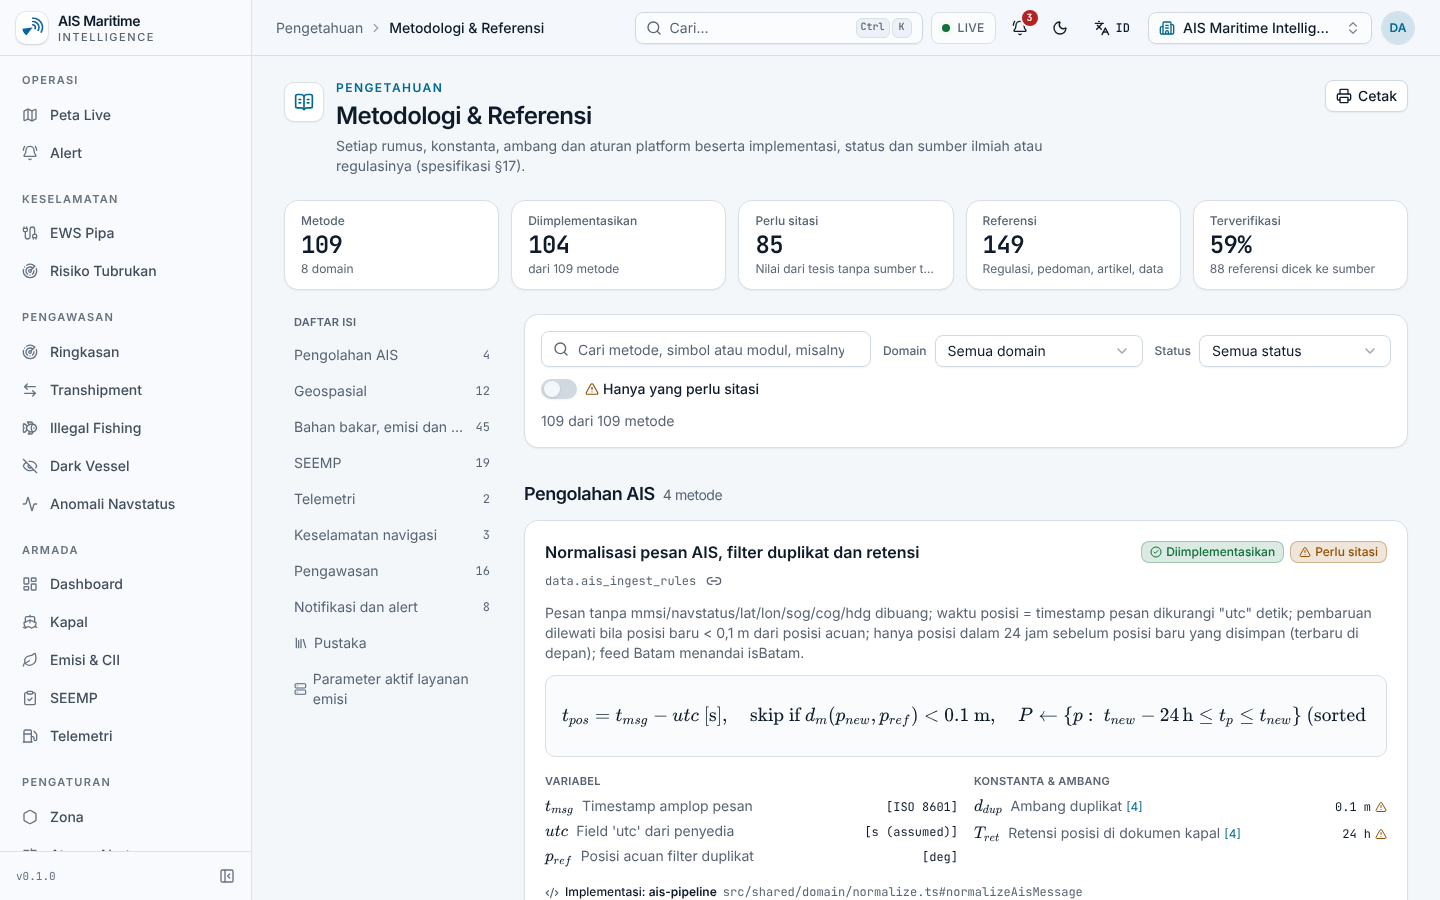 AIS Maritime
INTELLIGENCE
Pengetahuan > Metodologi & Referensi
Cari...
Ctrl K
LIVE
3
ID
AIS Maritime Intellig...
DA
OPERASI
Peta Live
Alert
KESELAMATAN
EWS Pipa
Risiko Tubrukan
PENGAWASAN
Ringkasan
Transhipment
Illegal Fishing
Dark Vessel
Anomali Navstatus
ARMADA
Dashboard
Kapal
Emisi & CII
SEEMP
Telemetri
PENGATURAN
Zona
v0.1.0
PENGETAHUAN
Metodologi & Referensi
Setiap rumus, konstanta, ambang dan aturan platform beserta implementasi, status dan sumber ilmiah atau
regulasinya (spesifikasi §17).
Cetak
Metode
109
8 domain
Diimplementasikan
104
dari 109 metode
Perlu sitasi
85
Nilai dari tesis tanpa sumber t...
Referensi
149
Regulasi, pedoman, artikel, data
Terverifikasi
59%
88 referensi dicek ke sumber
DAFTAR ISI
Pengolahan AIS 4
Geospasial 12
Bahan bakar, emisi dan ... 45
SEEMP 19
Telemetri 2
Keselamatan navigasi 3
Pengawasan 16
Notifikasi dan alert 8
Pustaka
Parameter aktif layanan
emisi
Cari metode, simbol atau modul, misalny
Domain
Semua domain
Status
Semua status
Hanya yang perlu sitasi
109 dari 109 metode
Pengolahan AIS 4 metode
Normalisasi pesan AIS, filter duplikat dan retensi
Diimplementasikan
Perlu sitasi
data.ais_ingest_rules
Pesan tanpa mmsi/navstatus/lat/lon/sog/cog/hdg dibuang; waktu posisi = timestamp pesan dikurangi "utc" detik; pembaruan
dilewati bila posisi baru < 0,1 m dari posisi acuan; hanya posisi dalam 24 jam sebelum posisi baru yang disimpan (terbaru di
depan); feed Batam menandai isBatam.
t_pos = t_msg − utc [s], skip if d_m(p_new, p_ref) < 0.1 m, P ← {p : t_new − 24 h ≤ t_p ≤ t_new} (sorted
VARIABEL
t_msg Timestamp amplop pesan [ISO 8601]
utc Field 'utc' dari penyedia [s (assumed)]
p_ref Posisi acuan filter duplikat [deg]
KONSTANTA & AMBANG
d_dup Ambang duplikat [4] 0.1 m
T_ret Retensi posisi di dokumen kapal [4] 24 h
Implementasi: ais-pipeline src/shared/domain/normalize.ts#normalizeAisMessage